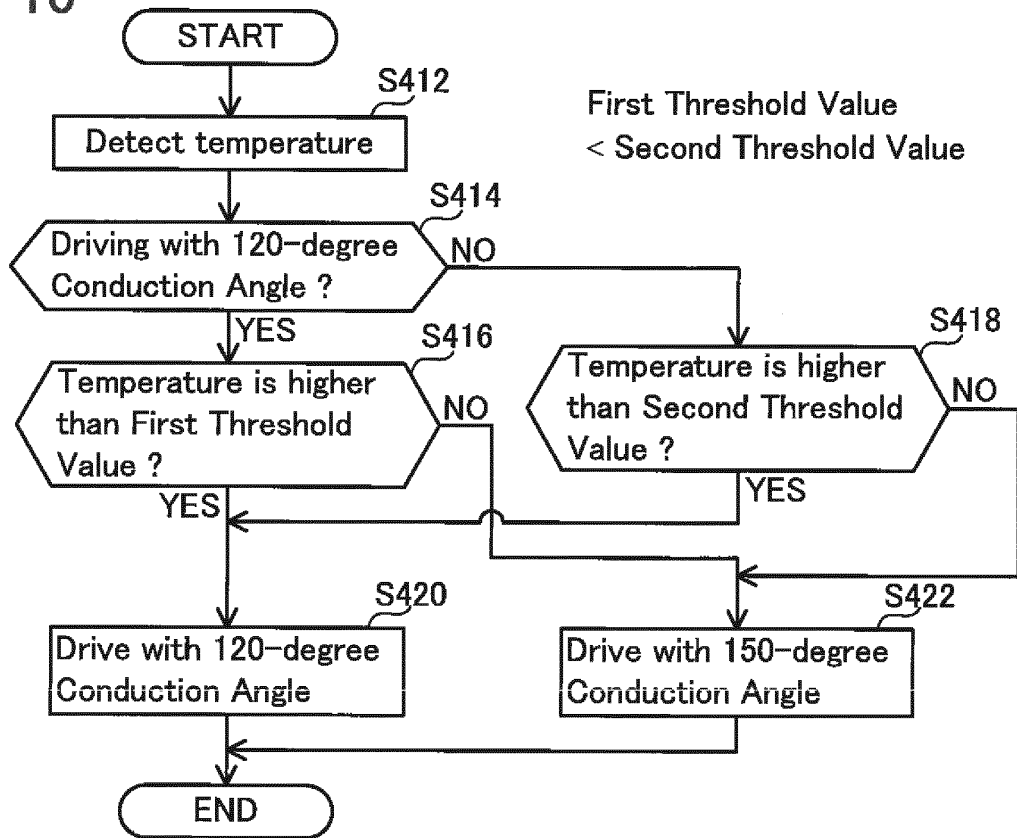 10
START
S412
First Threshold Value
< Second Threshold Value
Detect temperature
S414
Driving with 120-degree
Conduction Angle ?
NO
YES
S416
Temperature is higher
than First Threshold
Value ?
NO
YES
S418
Temperature is higher
than Second Threshold
Value ?
NO
YES
S420
Drive with 120-degree
Conduction Angle
S422
Drive with 150-degree
Conduction Angle
END